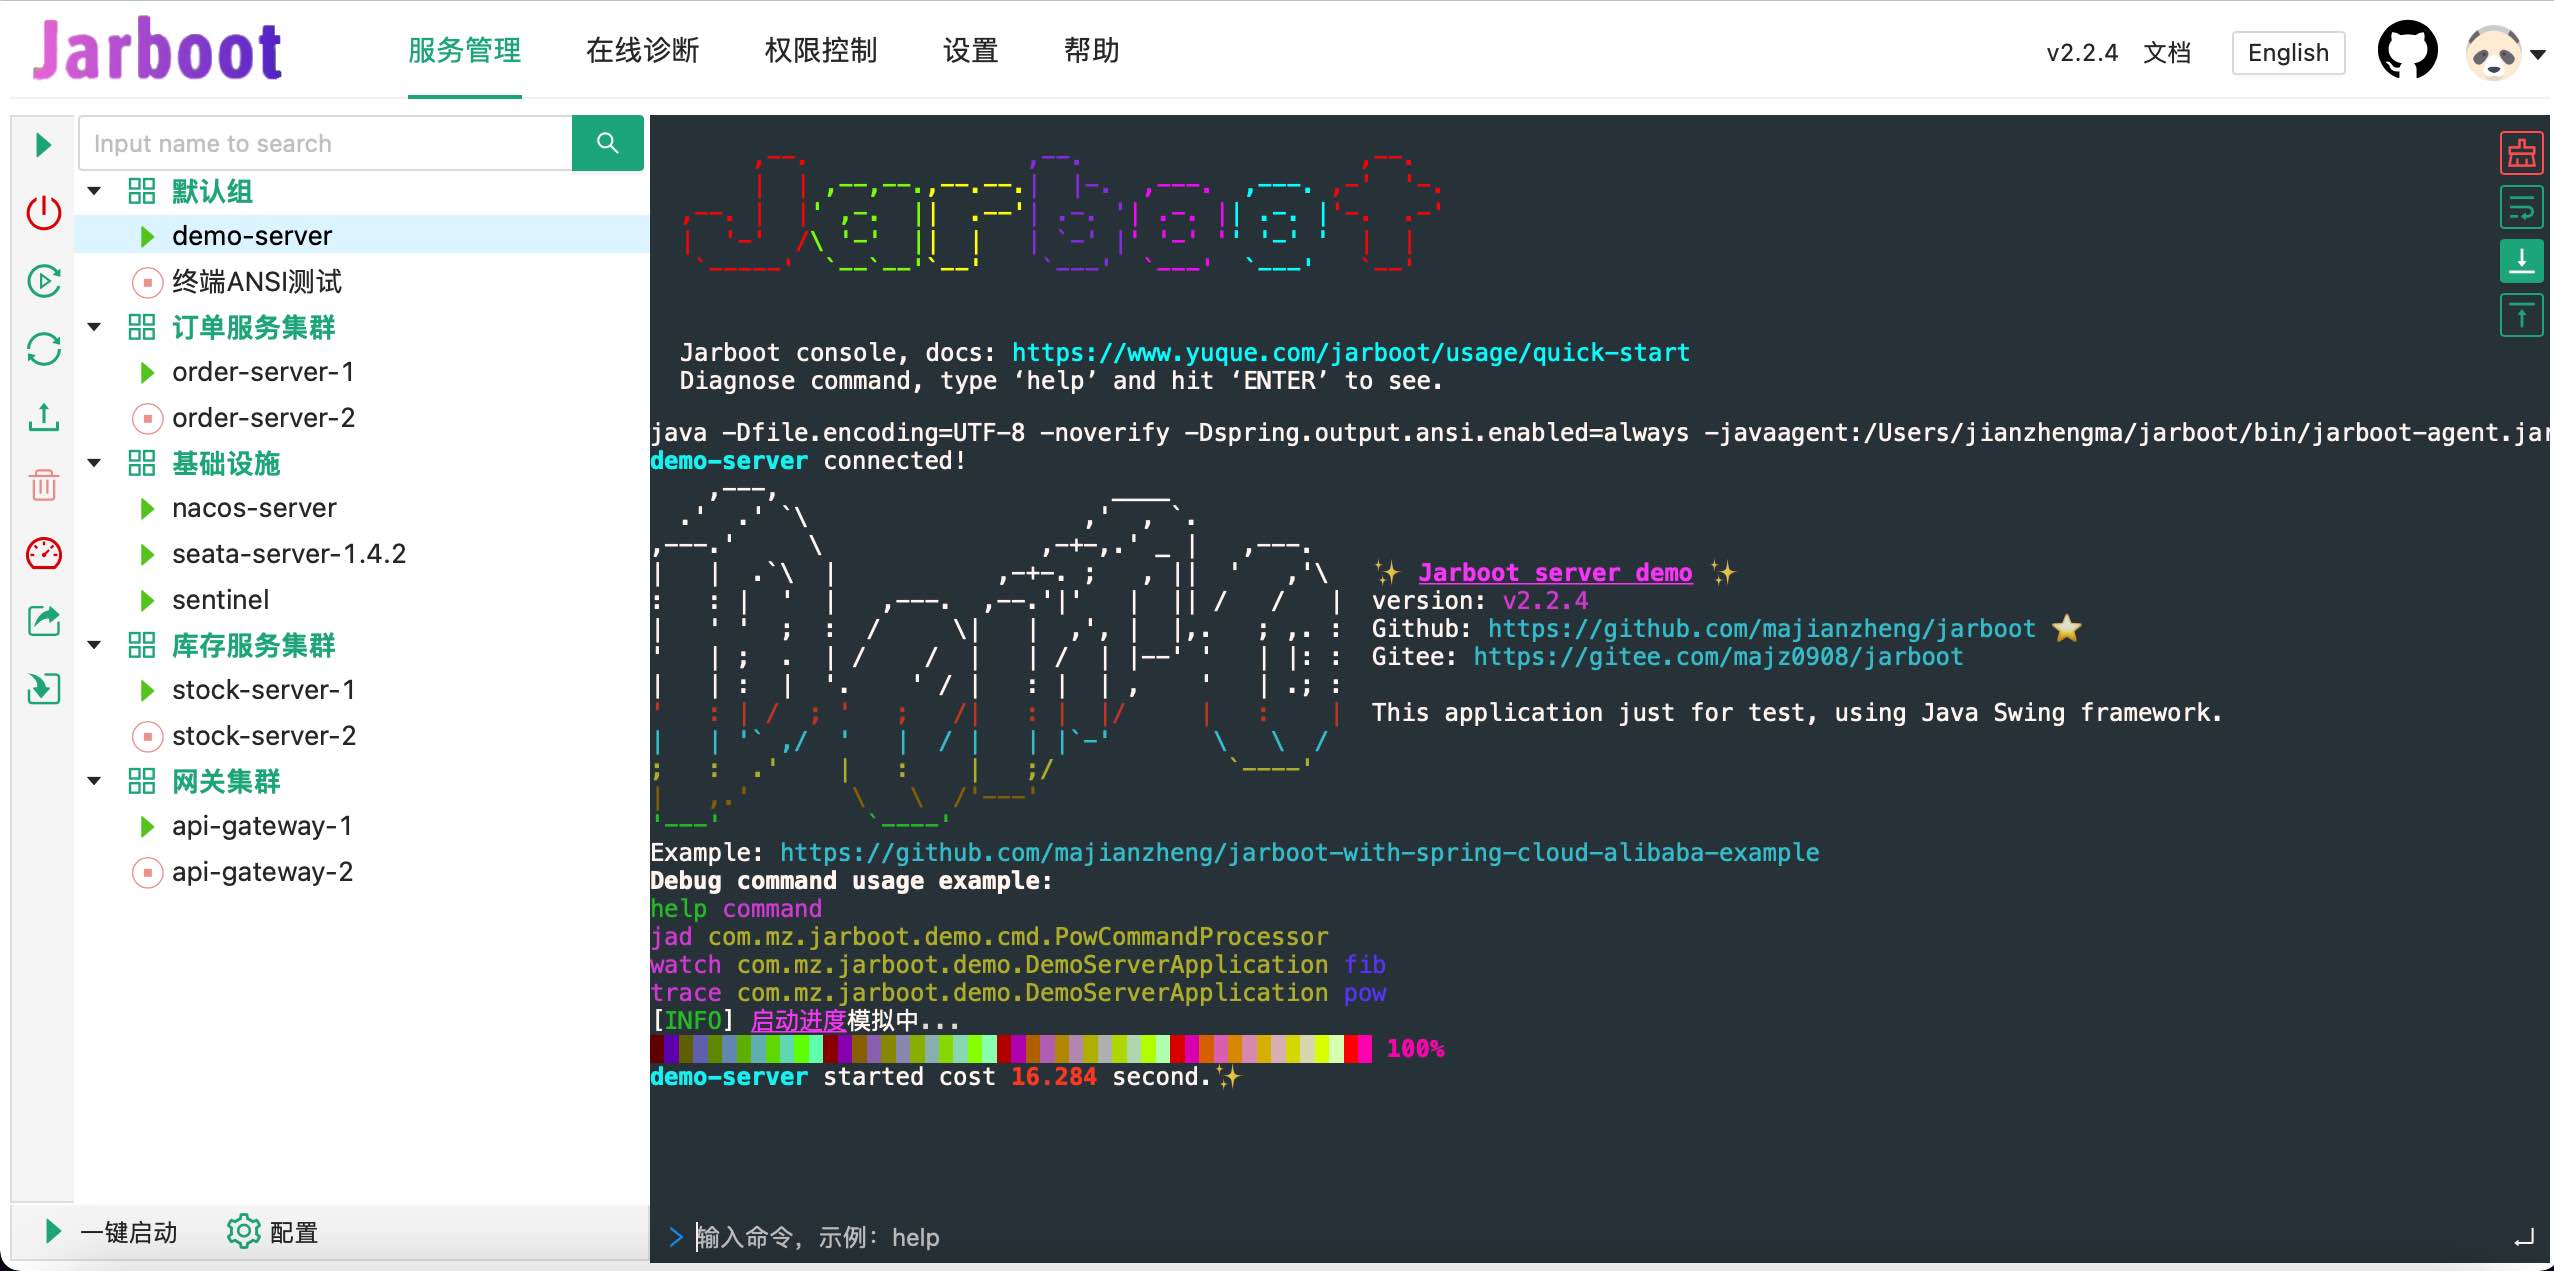 Jarboot
服务管理 在线诊断 权限控制 设置 帮助 v2.2.4 文档 English
Input name to search
默认组
demo-server
终端ANSI测试
订单服务集群
order-server-1
order-server-2
基础设施
nacos-server
seata-server-1.4.2
sentinel
库存服务集群
stock-server-1
stock-server-2
网关集群
api-gateway-1
api-gateway-2
一键启动 配置
Jarboot
Jarboot console, docs: https://www.yuque.com/jarboot/usage/quick-start
Diagnose command, type ‘help’ and hit ‘ENTER’ to see.
java -Dfile.encoding=UTF-8 -noverify -Dspring.output.ansi.enabled=always -javaagent:/Users/jianzhengma/jarboot/bin/jarboot-agent.jar
demo-server connected!
Demo
✨ Jarboot server demo ✨
version: v2.2.4
Github: https://github.com/majianzheng/jarboot ⭐
Gitee: https://gitee.com/majz0908/jarboot
This application just for test, using Java Swing framework.
Example: https://github.com/majianzheng/jarboot-with-spring-cloud-alibaba-example
Debug command usage example:
help command
jad com.mz.jarboot.demo.cmd.PowCommandProcessor
watch com.mz.jarboot.demo.DemoServerApplication fib
trace com.mz.jarboot.demo.DemoServerApplication pow
[INFO] 启动进度模拟中...
100%
demo-server started cost 16.284 second.✨
> 输入命令，示例：help